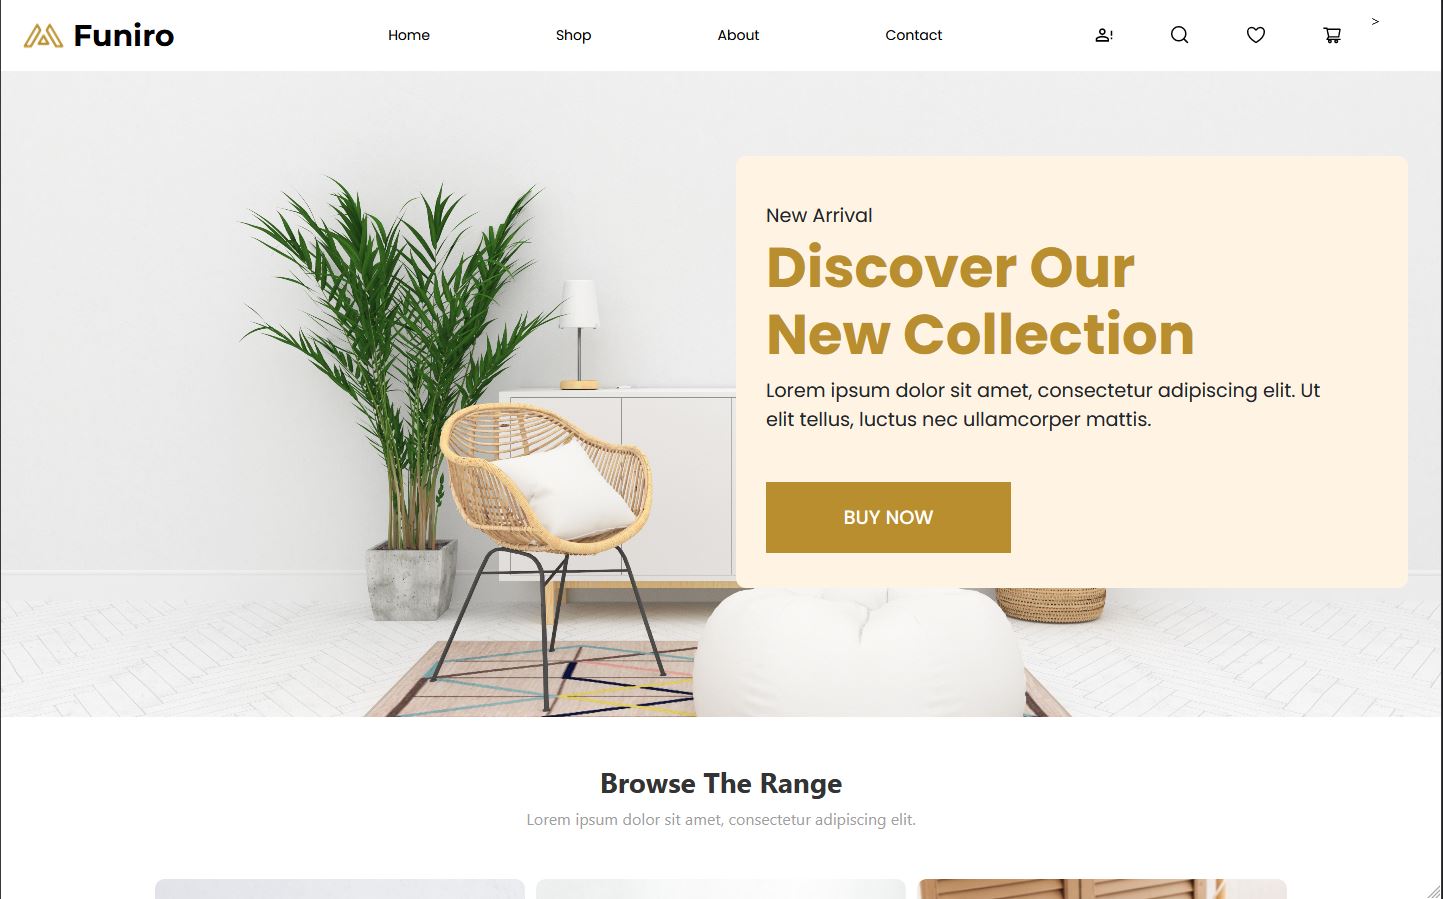 Funiro
Home
Shop
About
Contact
>
New Arrival
Discover Our
New Collection
Lorem ipsum dolor sit amet, consectetur adipiscing elit. Ut
elit tellus, luctus nec ullamcorper mattis.
BUY NOW
Browse The Range
Lorem ipsum dolor sit amet, consectetur adipiscing elit.